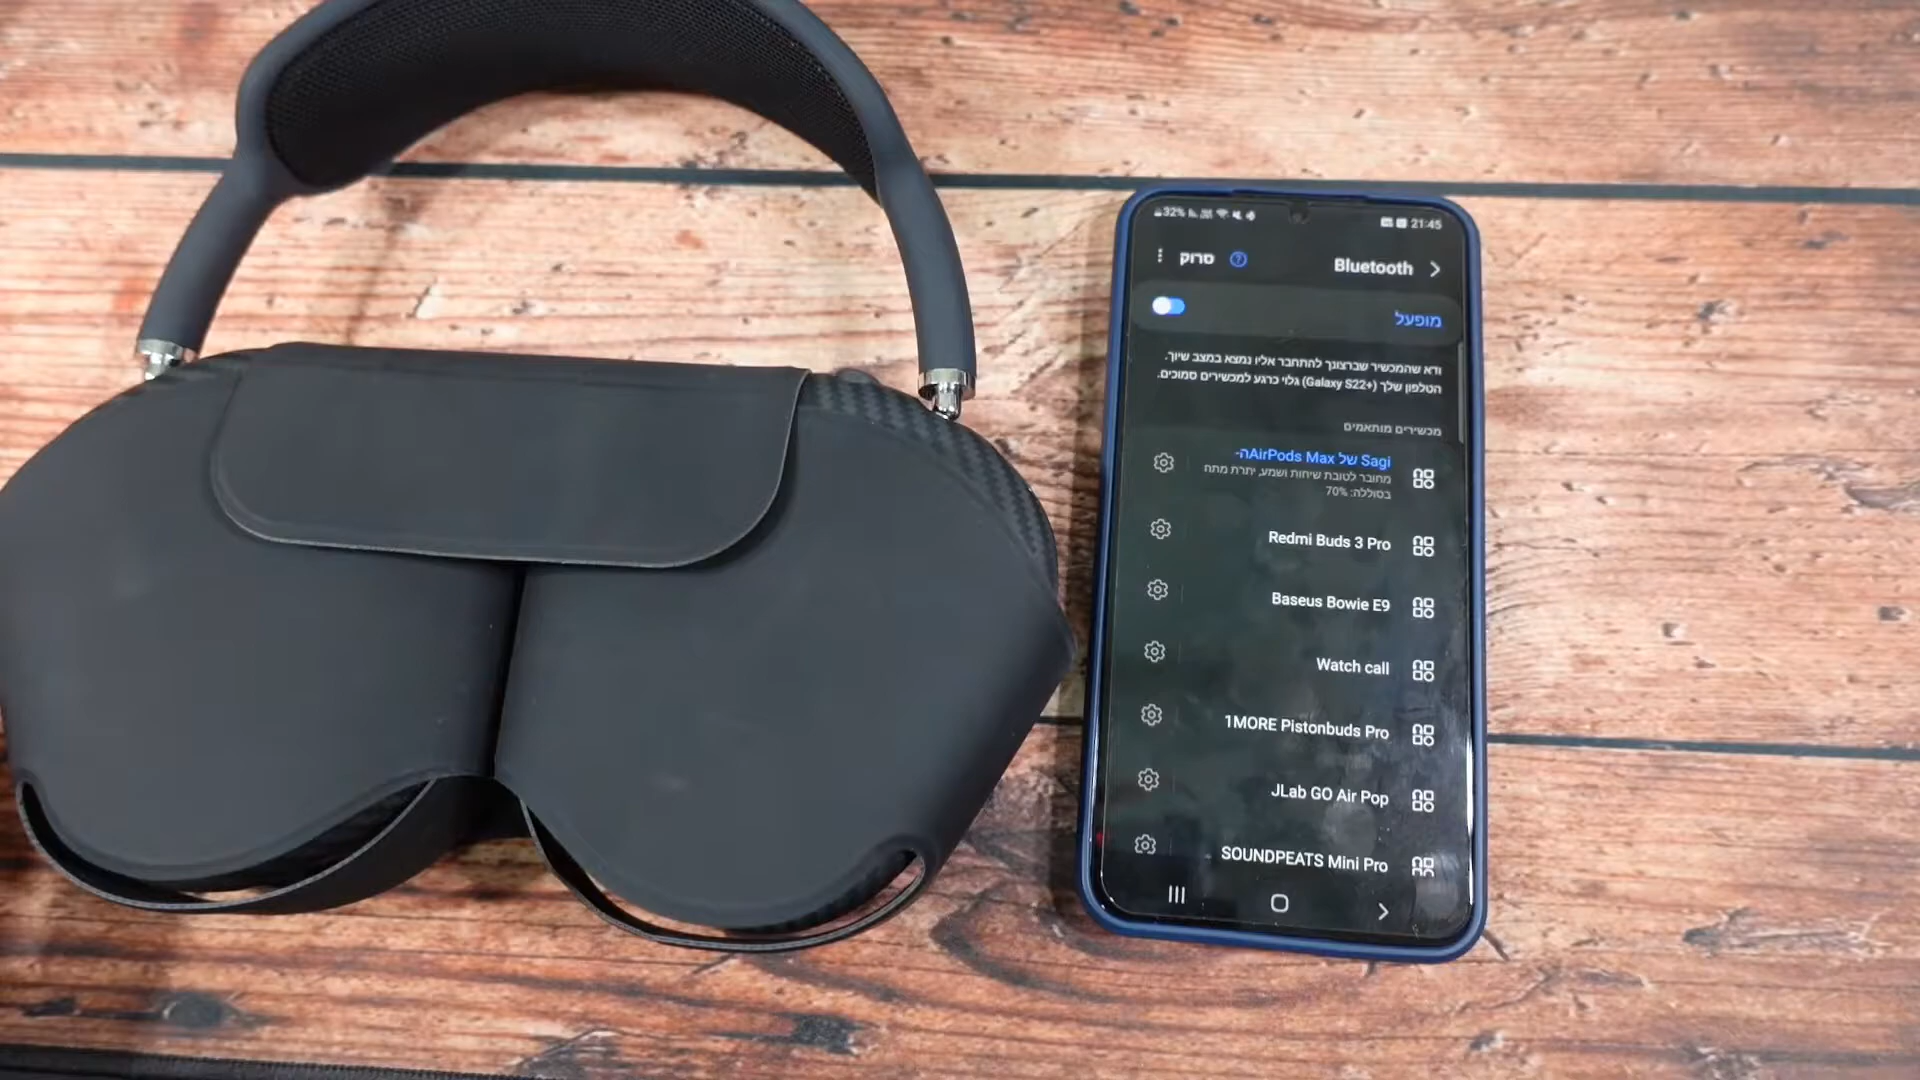 32%
21:45
Bluetooth
סרוק
מופעל
ודא שהמכשיר שברצונך להתחבר אליו נמצא במצב שיוך.
הטלפון שלך (Galaxy S22+) גלוי כרגע למכשירים סמוכים.
מכשירים מותאמים
ה-AirPods Max של Sagi
מחובר לטובת שיחות ושמע, יתרת מתח
בסוללה: 70%
Redmi Buds 3 Pro
Baseus Bowie E9
Watch call
1MORE Pistonbuds Pro
JLab GO Air Pop
SOUNDPEATS Mini Pro